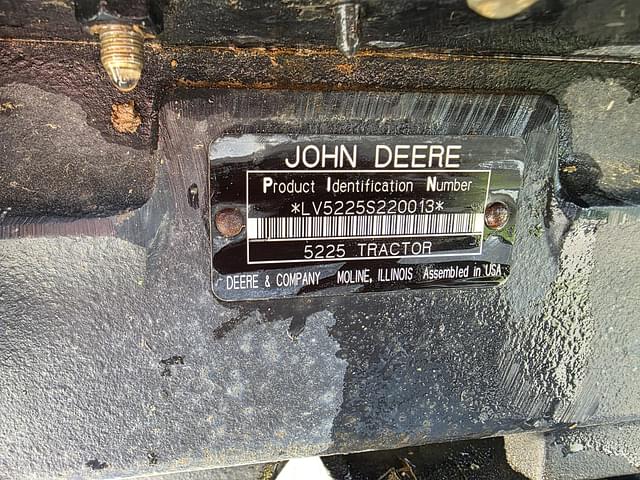 JOHN DEERE
Product Identification Number
*LV5225S220013*
5225 TRACTOR
DEERE & COMPANY MOLINE, ILLINOIS Assembled in USA